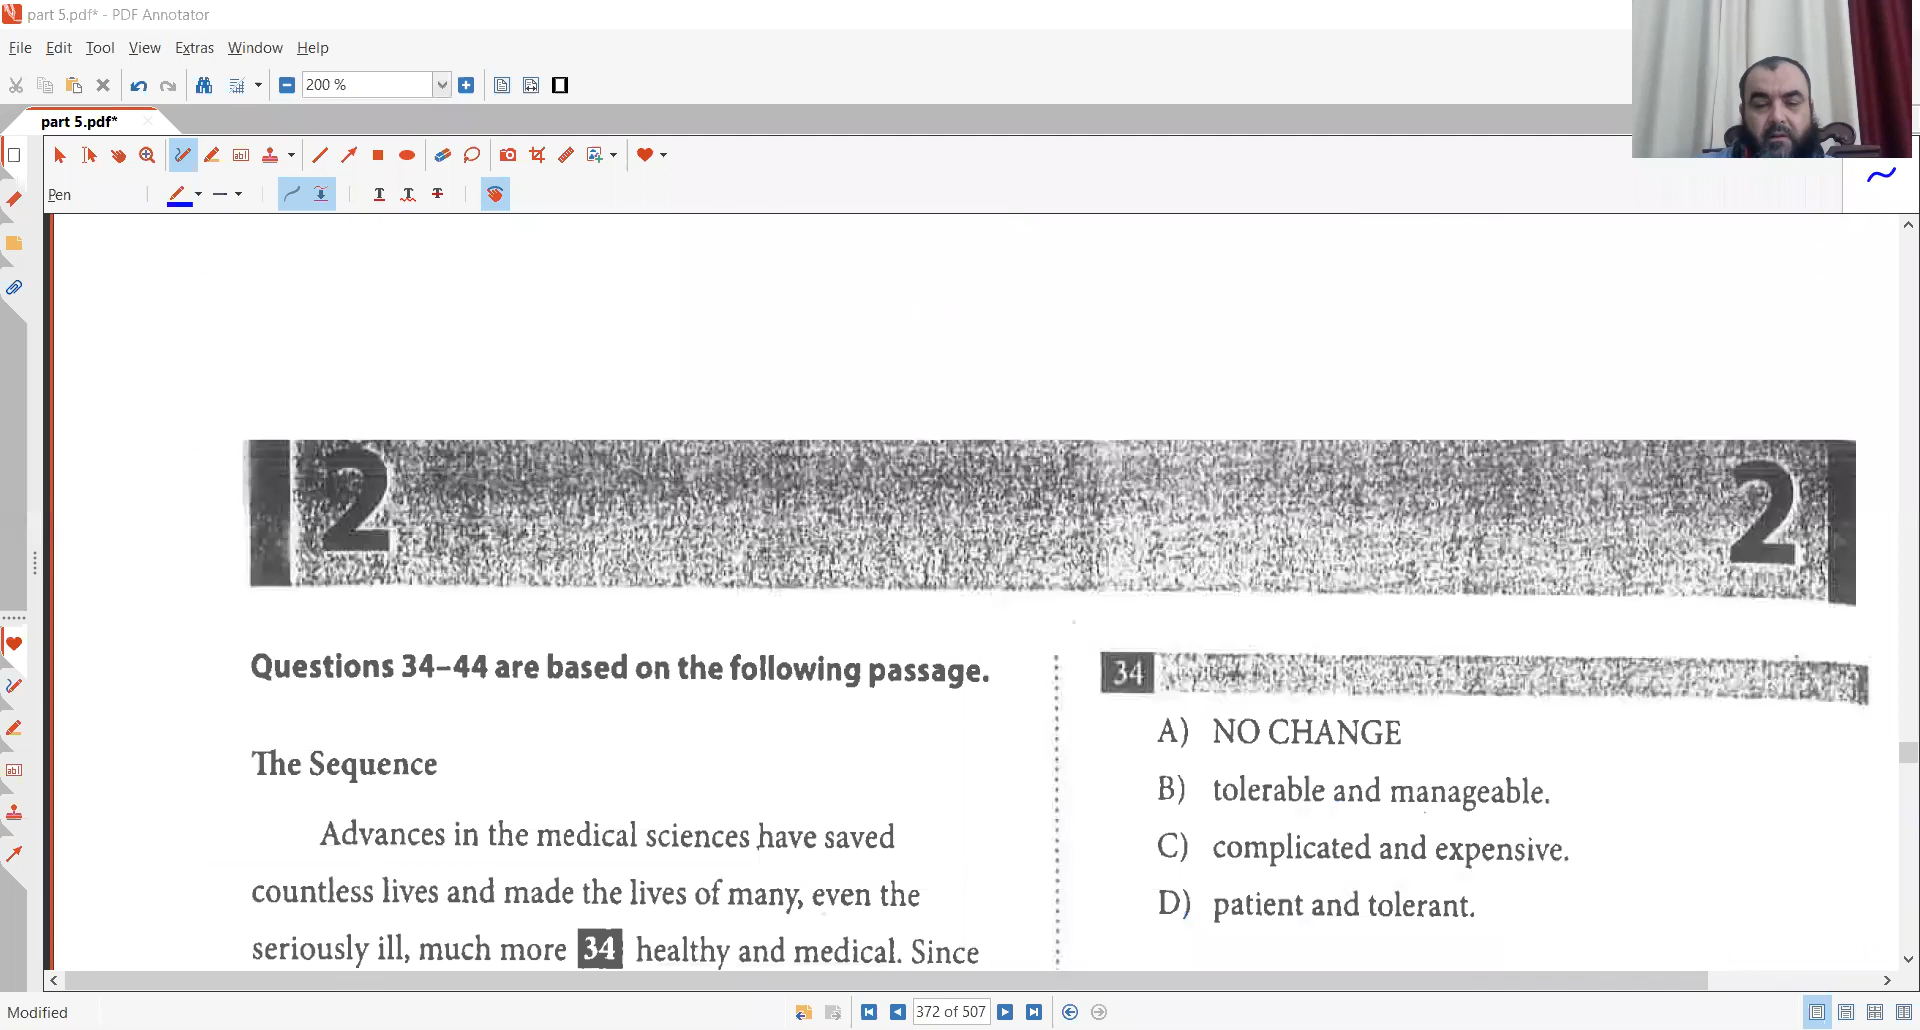 part 5.pdf* - PDF Annotator
File Edit Tool View Extras Window Help
200 %
part 5.pdf*
Pen
2 2
Questions 34–44 are based on the following passage.
The Sequence
Advances in the medical sciences have saved
countless lives and made the lives of many, even the
seriously ill, much more 34 healthy and medical. Since
34
A) NO CHANGE
B) tolerable and manageable.
C) complicated and expensive.
D) patient and tolerant.
Modified
372 of 507